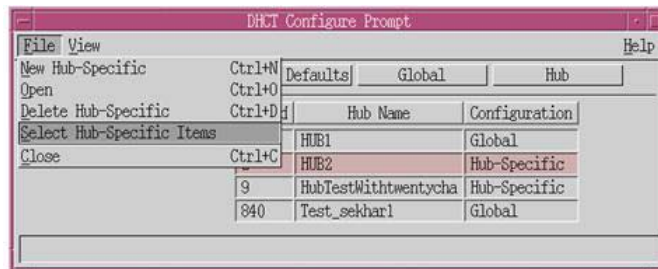 DHCT Configure Prompt
File View Help
New Hub-Specific Ctrl+N
Open Ctrl+O
Delete Hub-Specific Ctrl+D
Select Hub-Specific Items
Close Ctrl+C
Defaults Global Hub
Hub Name Configuration
HUB1 Global
HUB2 Hub-Specific
9 HubTestWithtwentycha Hub-Specific
840 Test_sekhar1 Global